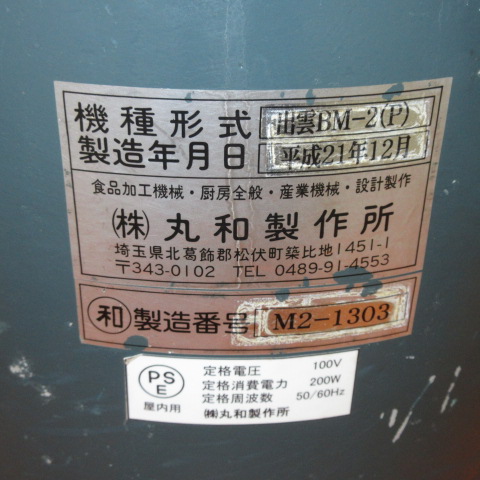 機種形式 出雲BM-2(P)
製造年月日 平成21年12月
食品加工機械・厨房全般・産業機械・設計製作
㈱ 丸和製作所
埼玉県北葛飾郡松伏町築比地1451-1
〒343-0102 TEL 0489-91-4553
和 製造番号 M2-1303
PS
E
屋内用
定格電圧 100V
定格消費電力 200W
定格周波数 50/60Hz
㈱丸和製作所